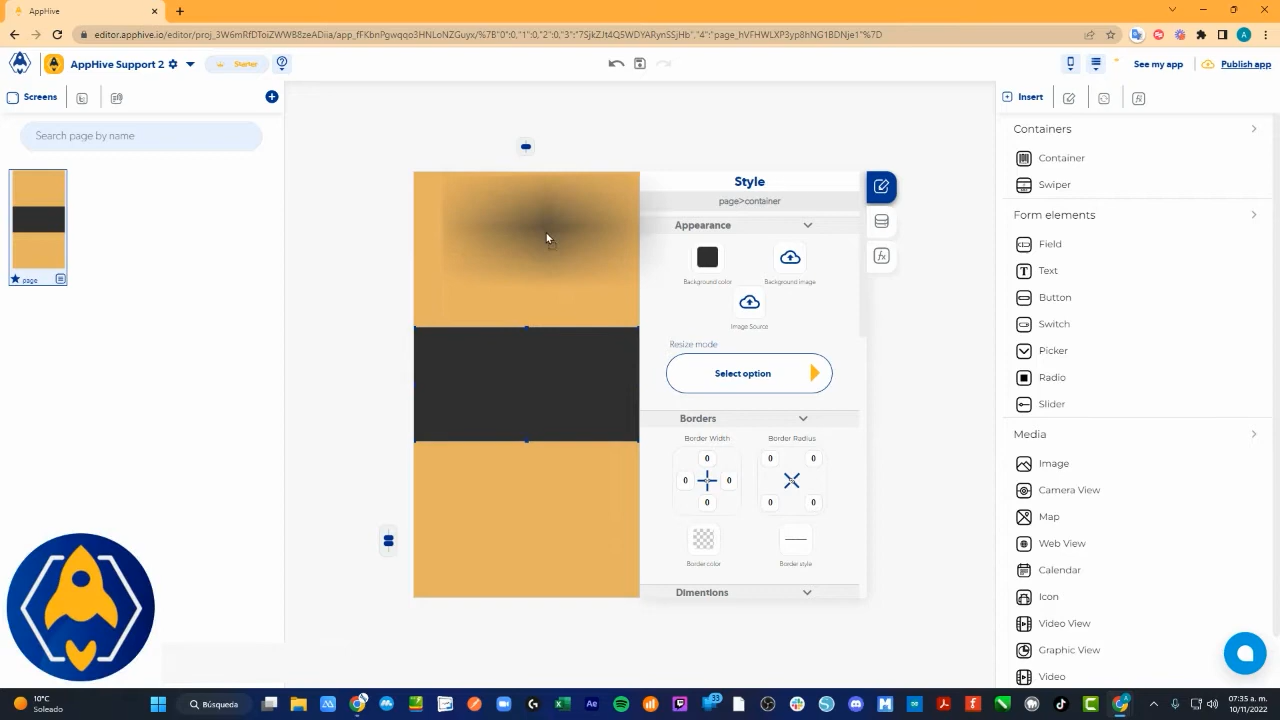 AppHive
editor.apphive.io/editor/proj_3W6mRfDToiZWWB8zeADiia/app_fFKbnPgwqqo3HNLoNZGuyx/%7B"0":0,"1":0,"2":0,"3":"7SjkZJt4Q5WDYARynSSjHb","4":"page_hVFHWLXP3yp8hNG1BDNje1"%7D
AppHive Support 2
Starter
See my app
Publish app
Screens
Insert
Search page by name
page
Style
page>container
Appearance
Background color
Background image
Image Source
Resize mode
Select option
Borders
Border Width
Border Radius
0
0
0
0
0
0
0
0
Border color
Border style
Dimentions
Containers
Container
Swiper
Form elements
Field
Text
Button
Switch
Picker
Radio
Slider
Media
Image
Camera View
Map
Web View
Calendar
Icon
Video View
Graphic View
Video
10°C
Soleado
Búsqueda
33
07:35 a. m.
10/11/2022